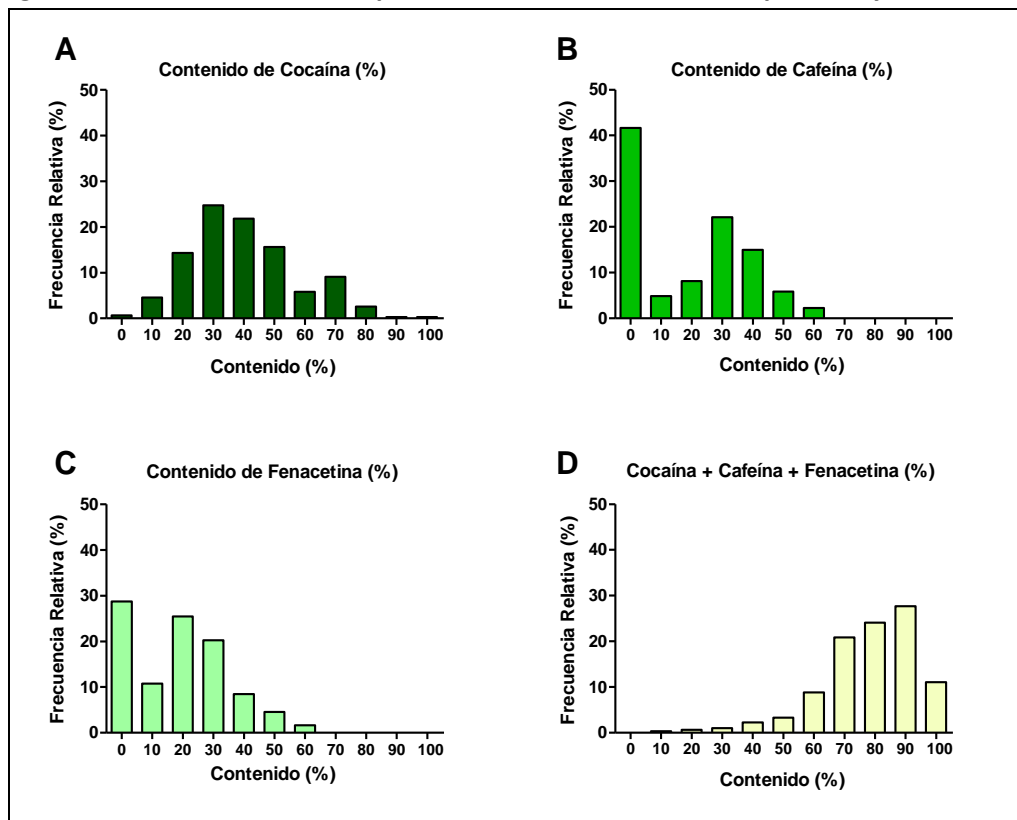 A
Contenido de Cocaína (%)
Frecuencia Relativa (%)
50
40
30
20
10
0
0 10 20 30 40 50 60 70 80 90 100
Contenido (%)
B
Contenido de Cafeína (%)
Frecuencia Relativa (%)
50
40
30
20
10
0
0 10 20 30 40 50 60 70 80 90 100
Contenido (%)
C
Contenido de Fenacetina (%)
Frecuencia Relativa (%)
50
40
30
20
10
0
0 10 20 30 40 50 60 70 80 90 100
Contenido (%)
D
Cocaína + Cafeína + Fenacetina (%)
Frecuencia Relativa (%)
50
40
30
20
10
0
0 10 20 30 40 50 60 70 80 90 100
Contenido (%)